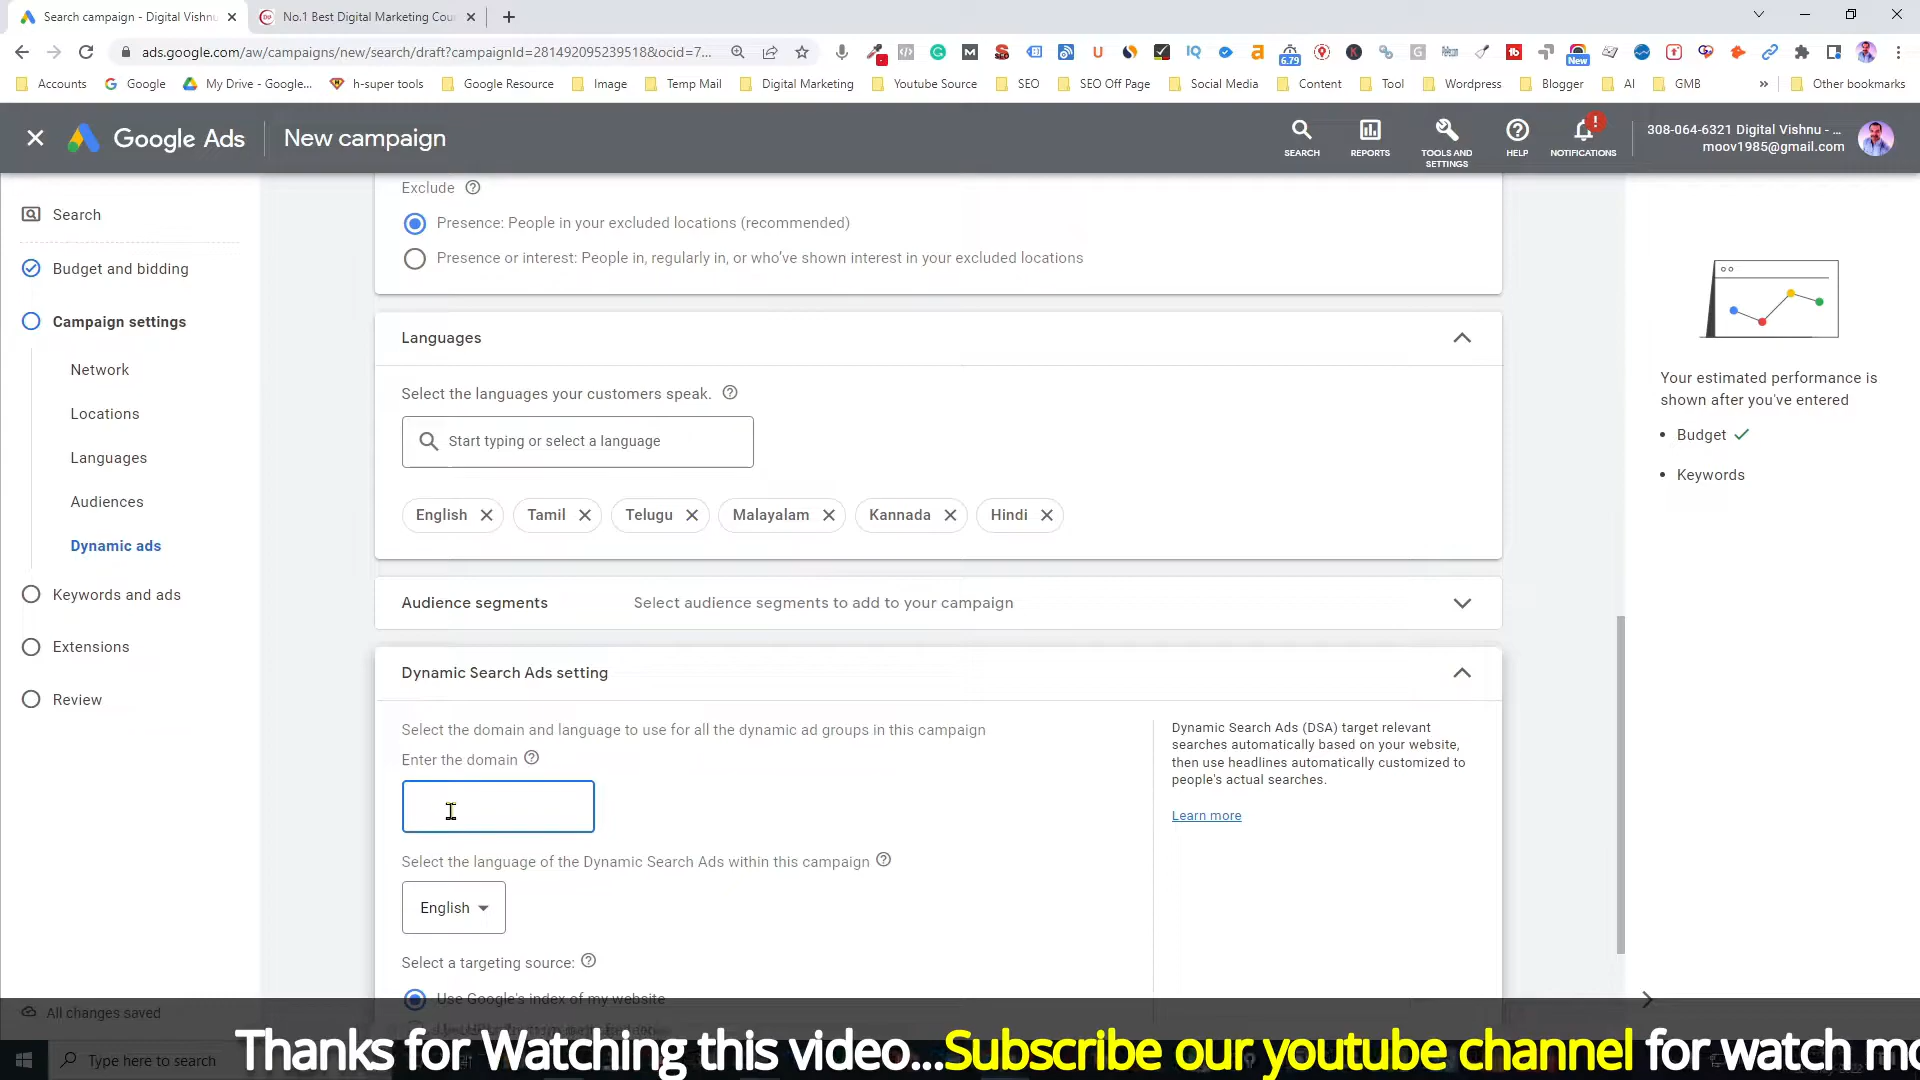 Search campaign - Digital Vishnu
No.1 Best Digital Marketing Cou
ads.google.com/aw/campaigns/new/search/draft?campaignId=281492095239518&ocid=7...
6.79
New
Accounts
Google
My Drive - Google...
h-super tools
Google Resource
Image
Temp Mail
Digital Marketing
Youtube Source
SEO
SEO Off Page
Social Media
Content
Tool
Wordpress
Blogger
AI
GMB
Other bookmarks
Google Ads
New campaign
SEARCH
REPORTS
TOOLS AND
SETTINGS
HELP
NOTIFICATIONS
308-064-6321 Digital Vishnu - ...
moov1985@gmail.com
Search
Budget and bidding
Campaign settings
Network
Locations
Languages
Audiences
Dynamic ads
Keywords and ads
Extensions
Review
All changes saved
Exclude
Presence: People in your excluded locations (recommended)
Presence or interest: People in, regularly in, or who've shown interest in your excluded locations
Languages
Select the languages your customers speak.
Start typing or select a language
English
Tamil
Telugu
Malayalam
Kannada
Hindi
Audience segments
Select audience segments to add to your campaign
Dynamic Search Ads setting
Select the domain and language to use for all the dynamic ad groups in this campaign
Enter the domain
Select the language of the Dynamic Search Ads within this campaign
English
Select a targeting source:
Use Google's index of my website
Dynamic Search Ads (DSA) target relevant
searches automatically based on your website,
then use headlines automatically customized to
people's actual searches.
Learn more
Your estimated performance is
shown after you've entered
Budget
Keywords
Type here to search
Thanks for Watching this video...Subscribe our youtube channel for watch mo